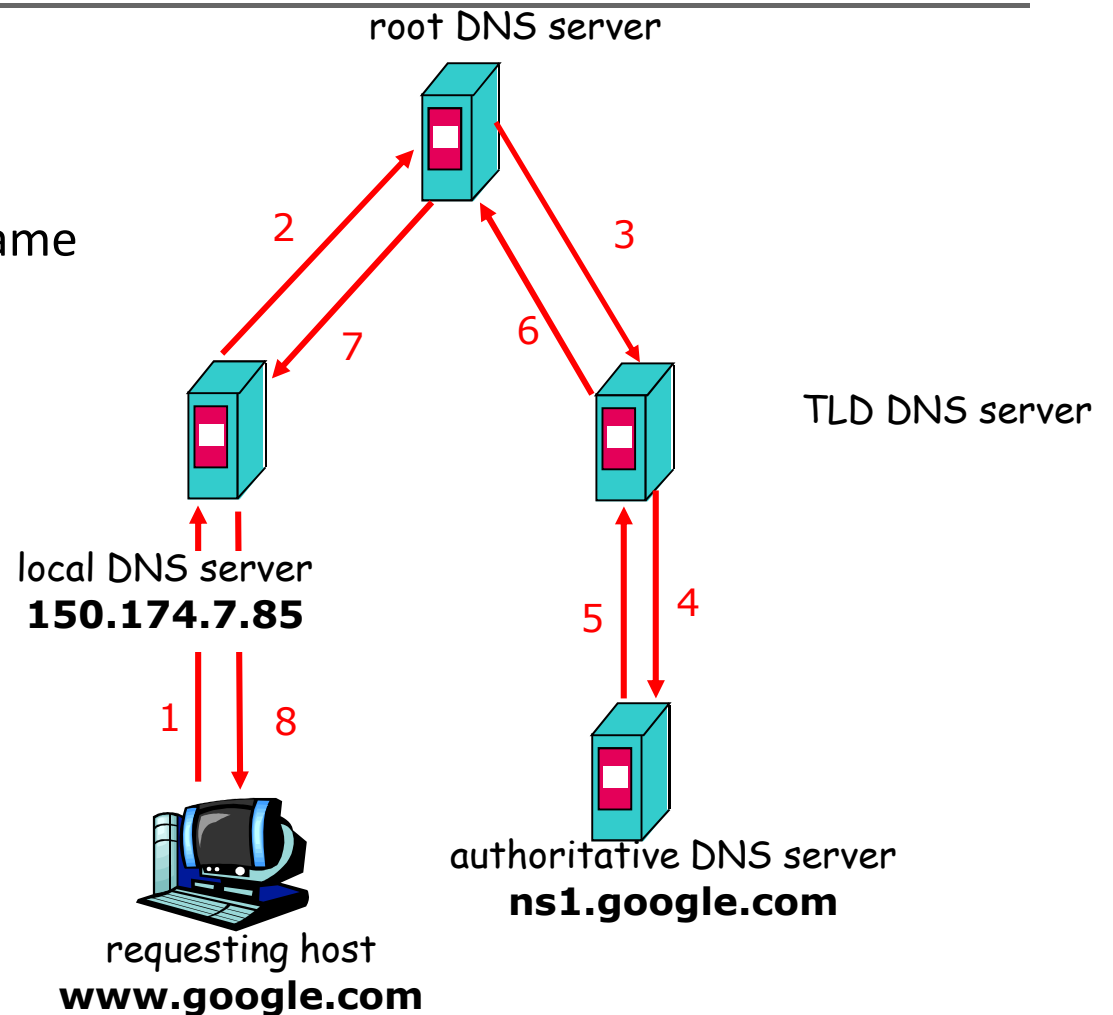 root DNS server
2
3
ame
7
6
TLD DNS server
local DNS server
150.174.7.85
5
4
1
8
authoritative DNS server
ns1.google.com
requesting host
www.google.com